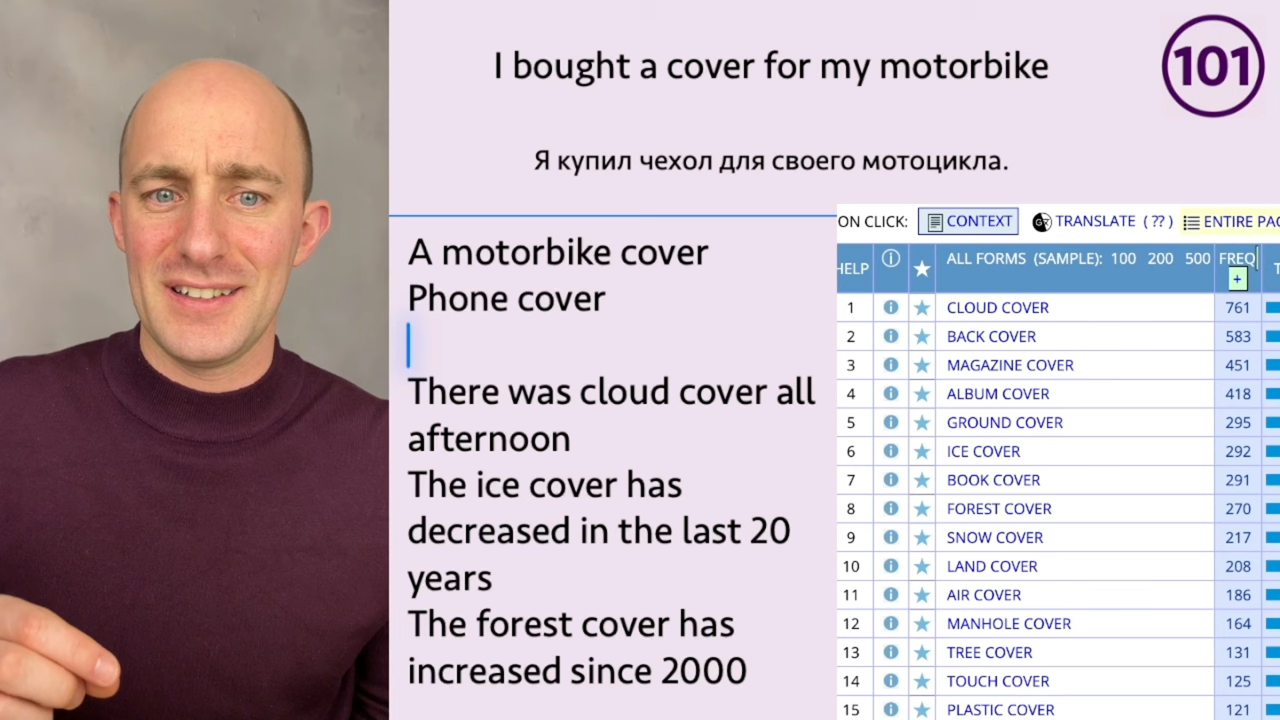 I bought a cover for my motorbike
101
Я купил чехол для своего мотоцикла.
A motorbike cover
Phone cover
There was cloud cover all
afternoon
The ice cover has
decreased in the last 20
years
The forest cover has
increased since 2000
ON CLICK: CONTEXT TRANSLATE (??) ENTIRE PAG
HELP ALL FORMS (SAMPLE): 100 200 500 FREQ
+
1 CLOUD COVER 761
2 BACK COVER 583
3 MAGAZINE COVER 451
4 ALBUM COVER 418
5 GROUND COVER 295
6 ICE COVER 292
7 BOOK COVER 291
8 FOREST COVER 270
9 SNOW COVER 217
10 LAND COVER 208
11 AIR COVER 186
12 MANHOLE COVER 164
13 TREE COVER 131
14 TOUCH COVER 125
15 PLASTIC COVER 121